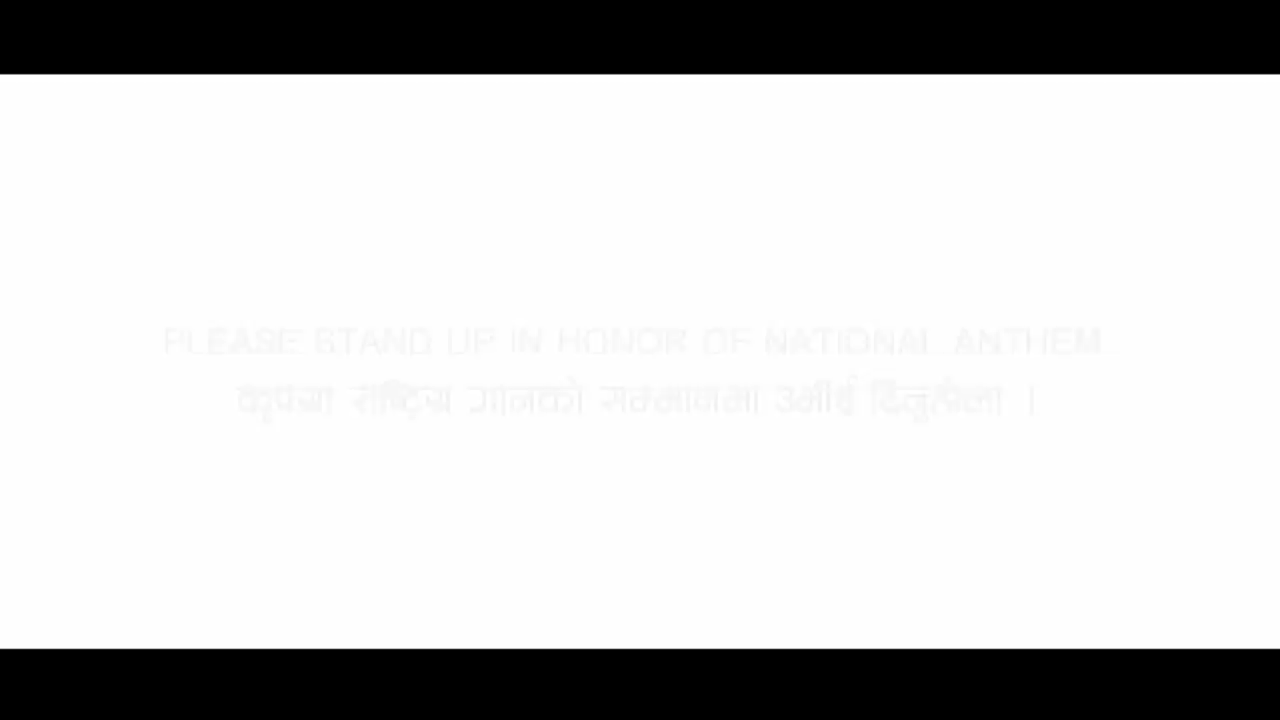 PLEASE STAND UP IN HONOR OF NATIONAL ANTHEM
कृपया राष्ट्रिय गानको सम्मानमा उभीई दिनुहोला ।